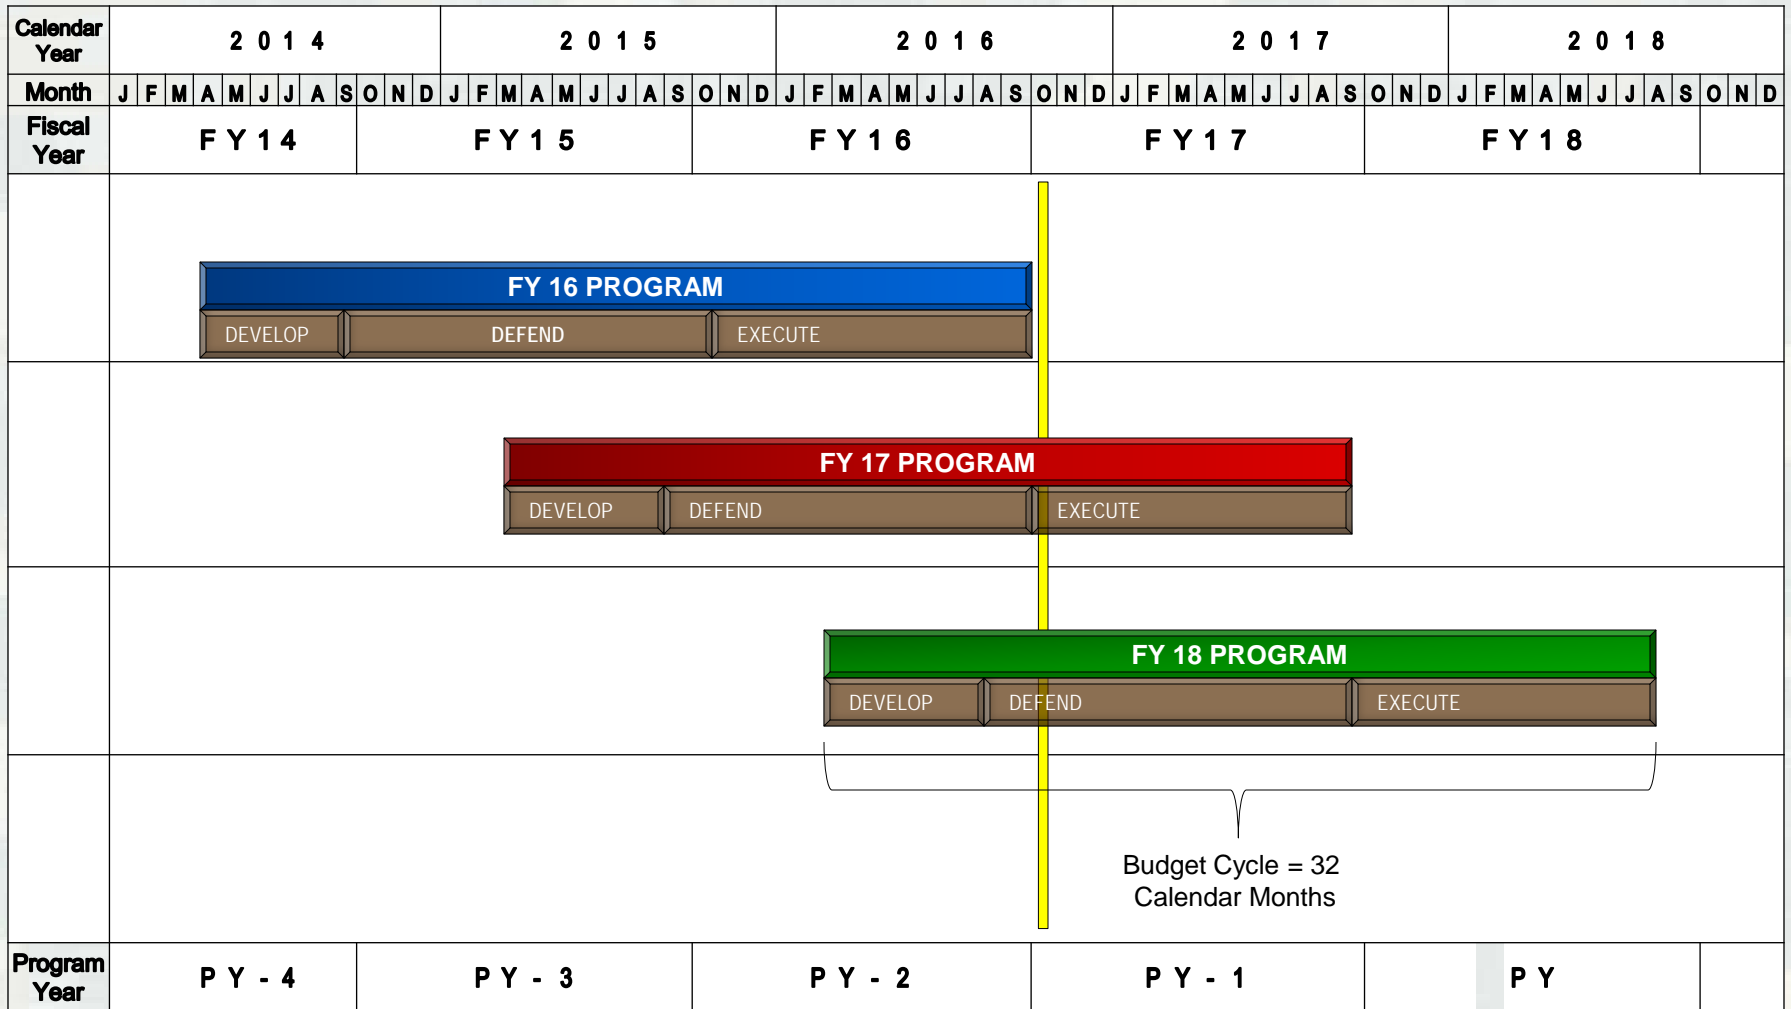 Calendar
Year
2 0 1 4
2 0 1 5
2 0 1 6
2 0 1 7
2 0 1 8
Month J F M A M J J A S O N D J F M A M J J A S O N D J F M A M J J A S O N D J F M A M J J A S O N D J F M A M J J A S O N D
Fiscal
Year
F Y 1 4
F Y 1 5
F Y 1 6
F Y 1 7
F Y 1 8
FY 16 PROGRAM
DEVELOP DEFEND EXECUTE
FY 17 PROGRAM
DEVELOP DEFEND EXECUTE
FY 18 PROGRAM
DEVELOP DEFEND EXECUTE
Budget Cycle = 32
Calendar Months
Program
Year
P Y - 4
P Y - 3
P Y - 2
P Y - 1
P Y